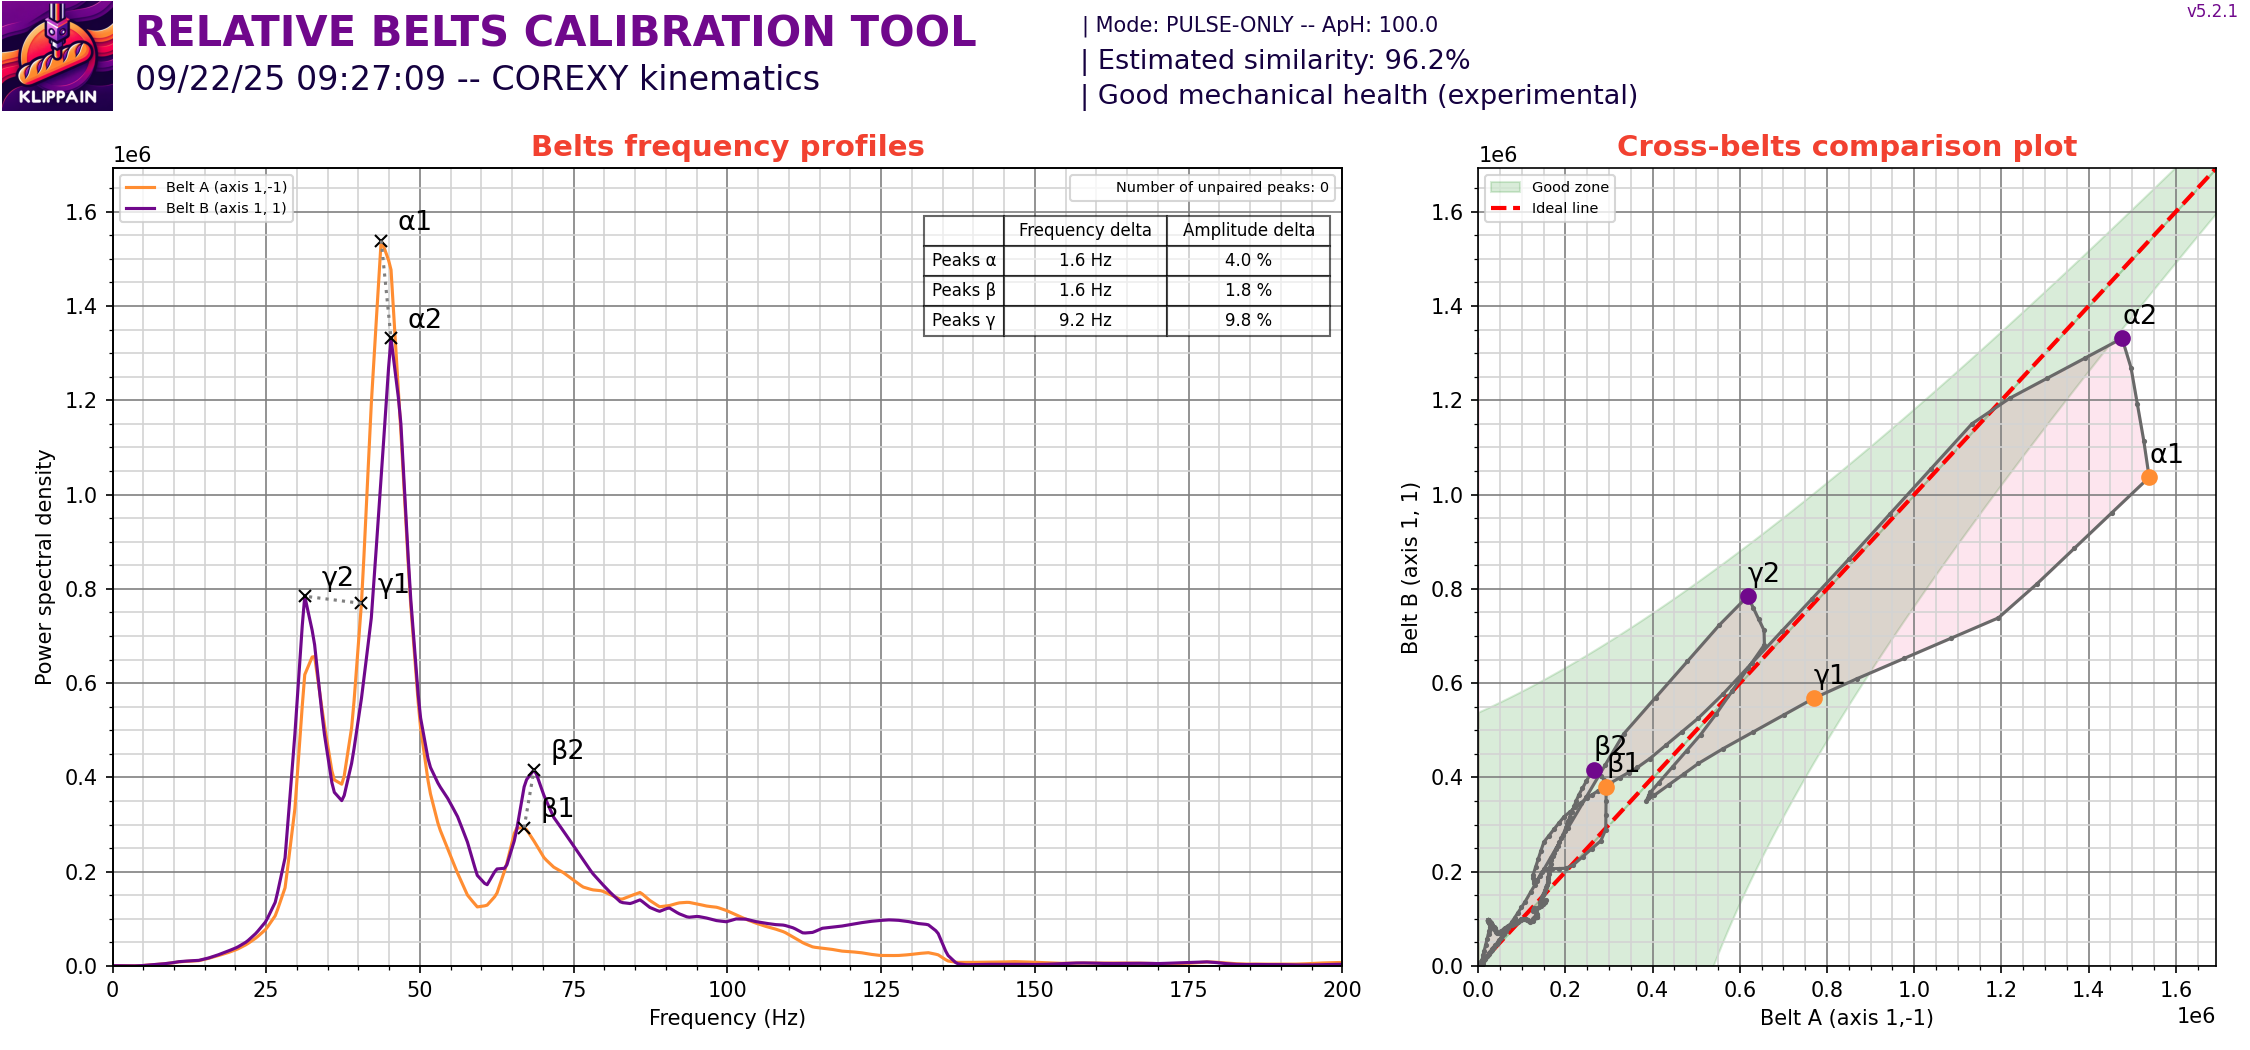 KLIPPAIN
RELATIVE BELTS CALIBRATION TOOL
09/22/25 09:27:09 -- COREXY kinematics
| Mode: PULSE-ONLY -- ApH: 100.0
| Estimated similarity: 96.2%
| Good mechanical health (experimental)
v5.2.1
Belts frequency profiles
1e6
Belt A (axis 1,-1)
Belt B (axis 1, 1)
Number of unpaired peaks: 0
Frequency delta Amplitude delta
Peaks α 1.6 Hz 4.0 %
Peaks β 1.6 Hz 1.8 %
Peaks γ 9.2 Hz 9.8 %
α1
α2
γ2
γ1
β2
β1
1.6
1.4
1.2
1.0
0.8
0.6
0.4
0.2
0.0
Power spectral density
0 25 50 75 100 125 150 175 200
Frequency (Hz)
Cross-belts comparison plot
1e6
Good zone
Ideal line
α2
α1
γ2
γ1
β2
β1
1.6
1.4
1.2
1.0
0.8
0.6
0.4
0.2
0.0
Belt B (axis 1, 1)
0.0 0.2 0.4 0.6 0.8 1.0 1.2 1.4 1.6
Belt A (axis 1,-1)
1e6